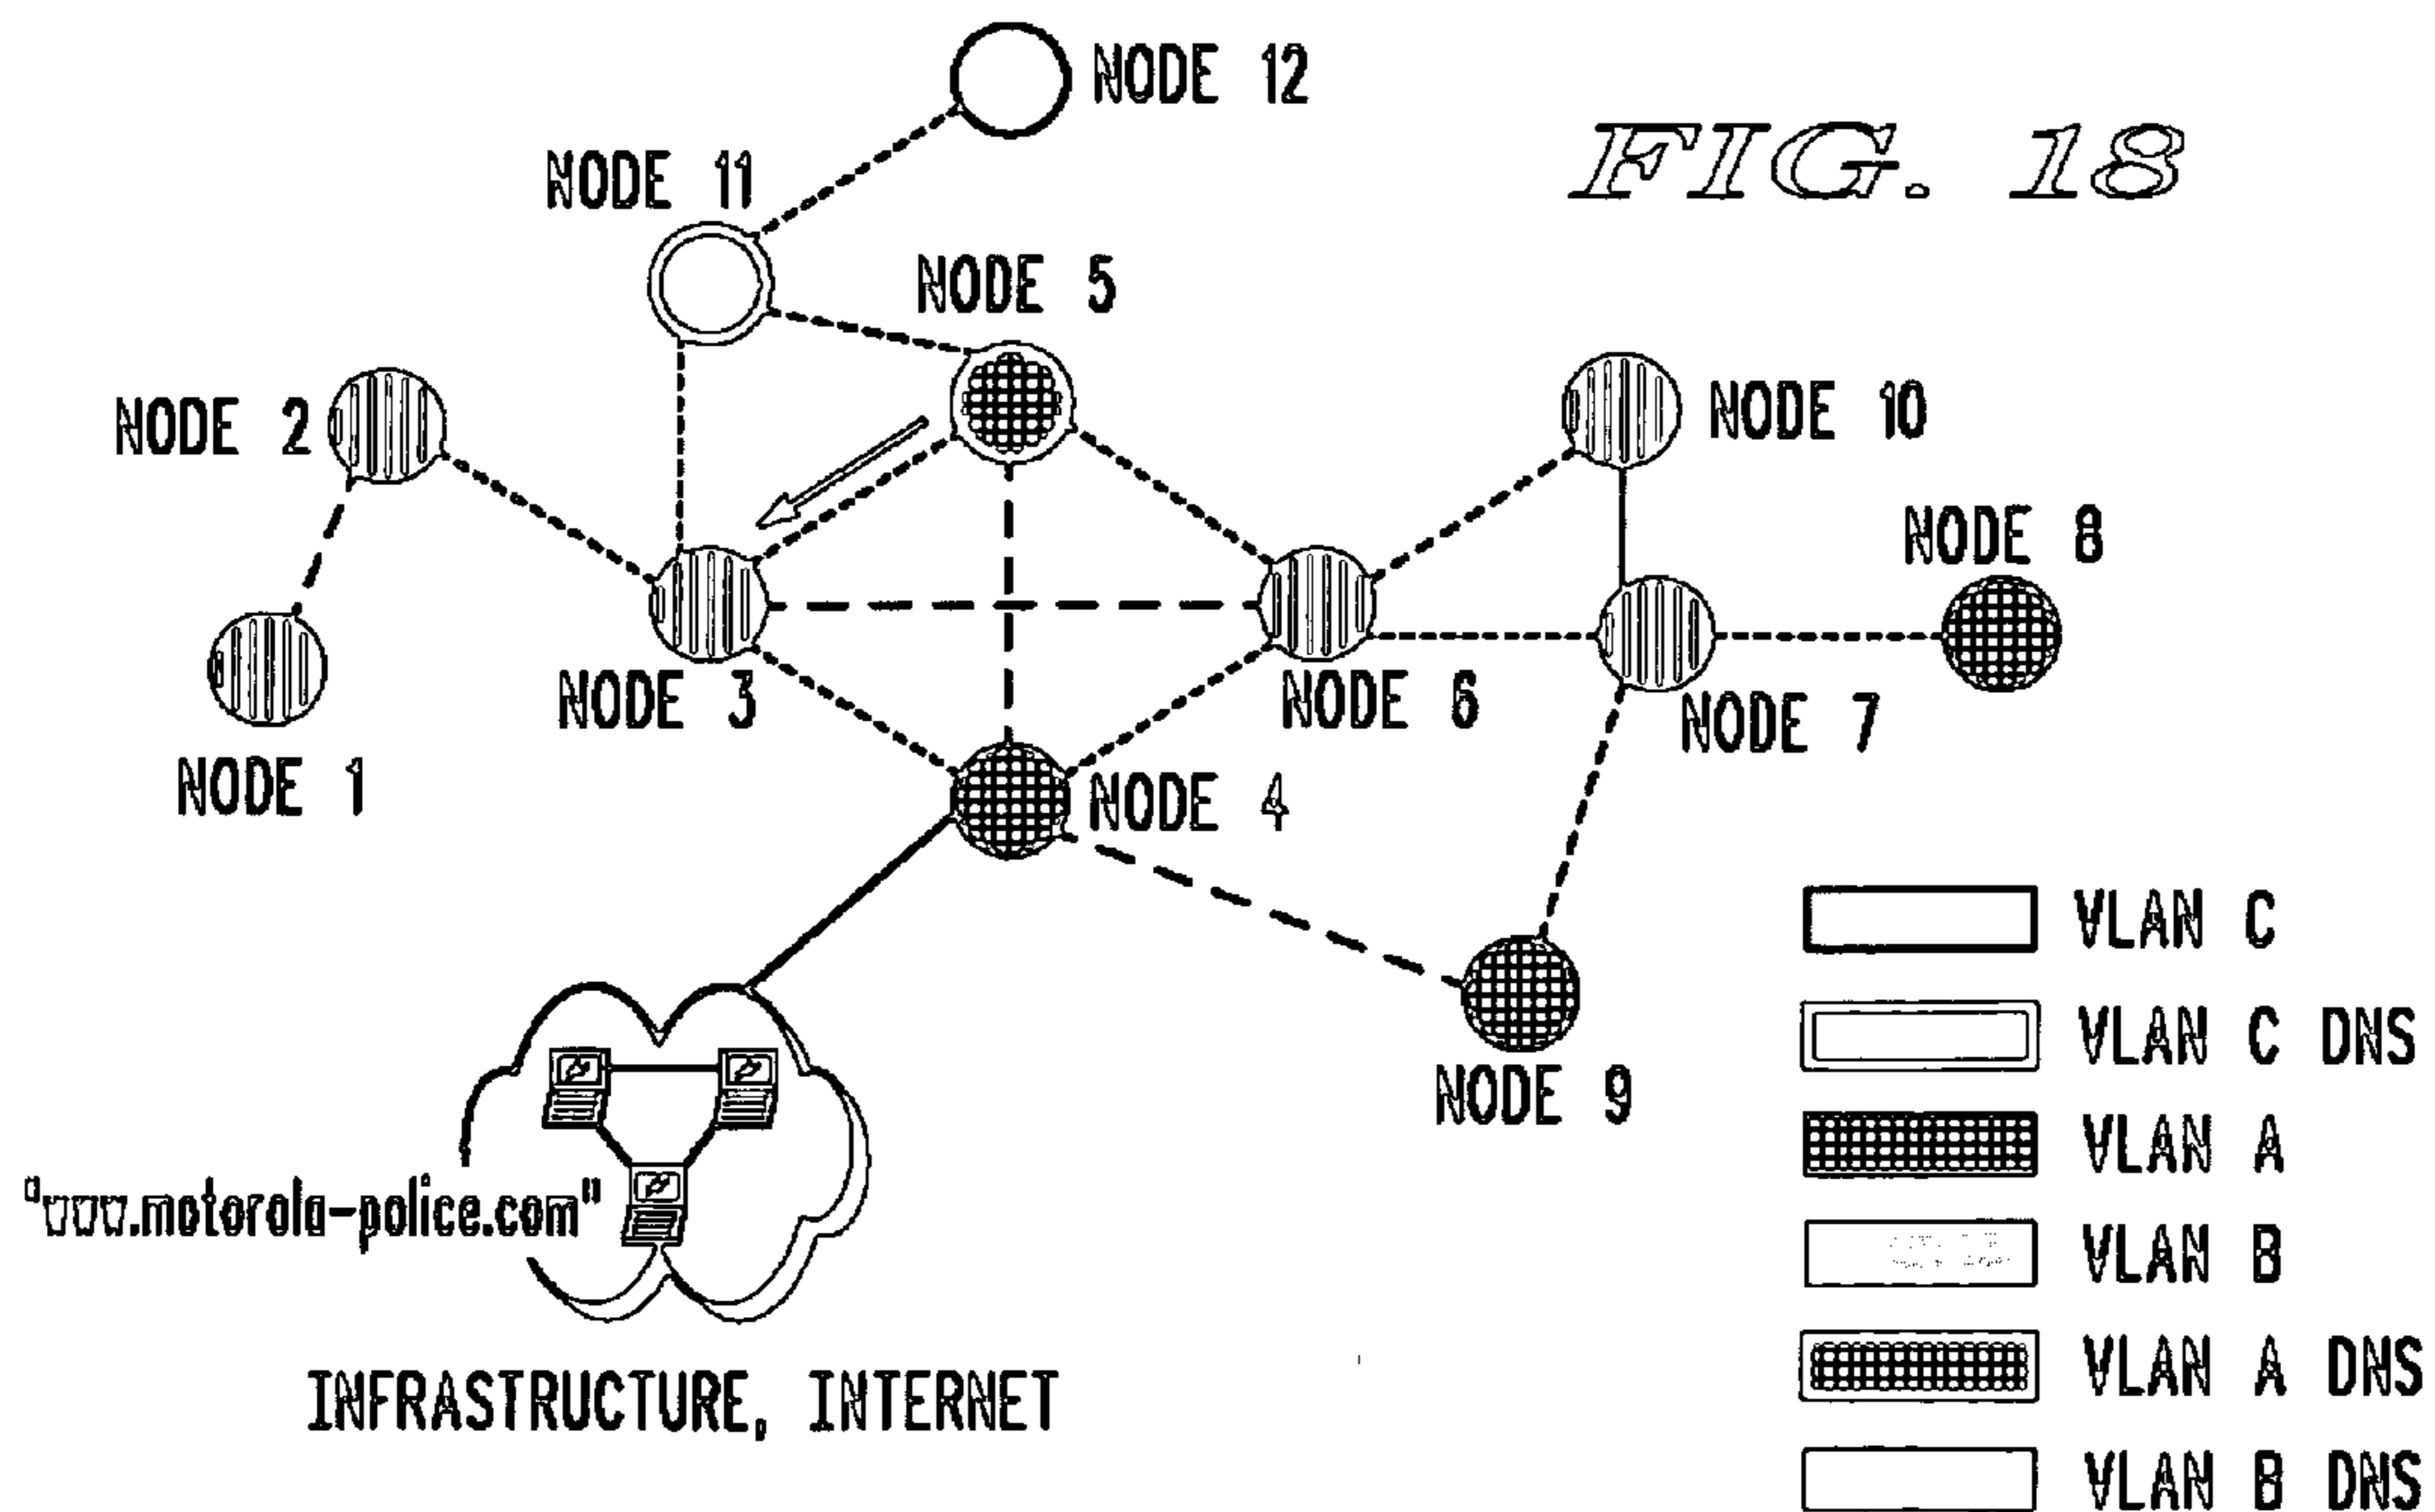 NODE 12
FIG. 18
NODE 11
NODE 5
NODE 2
NODE 10
NODE 8
NODE 3
NODE 6
NODE 7
NODE 1
NODE 4
VLAN C
VLAN C DNS
NODE 9
VLAN A
"www.motorola-police.com"
VLAN B
VLAN A DNS
INFRASTRUCTURE, INTERNET
VLAN B DNS